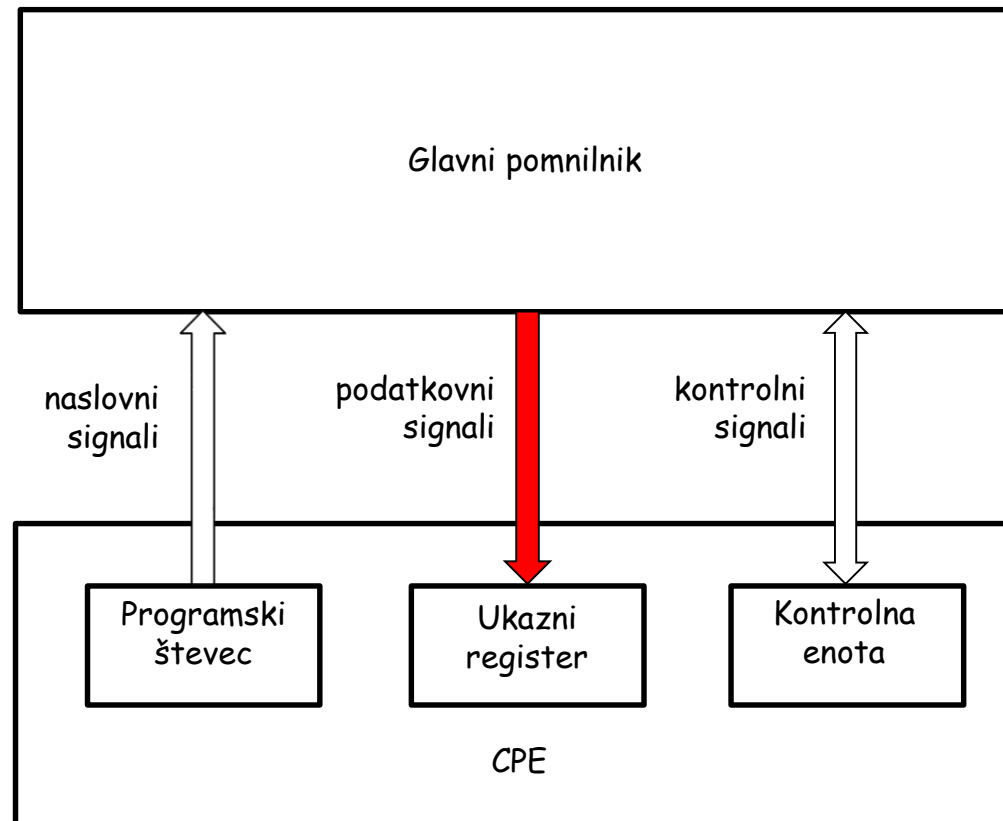 Glavni pomnilnik
naslovni
signali
podatkovni
signali
kontrolni
signali
Programski
števec
Ukazni
register
Kontrolna
enota
CPE